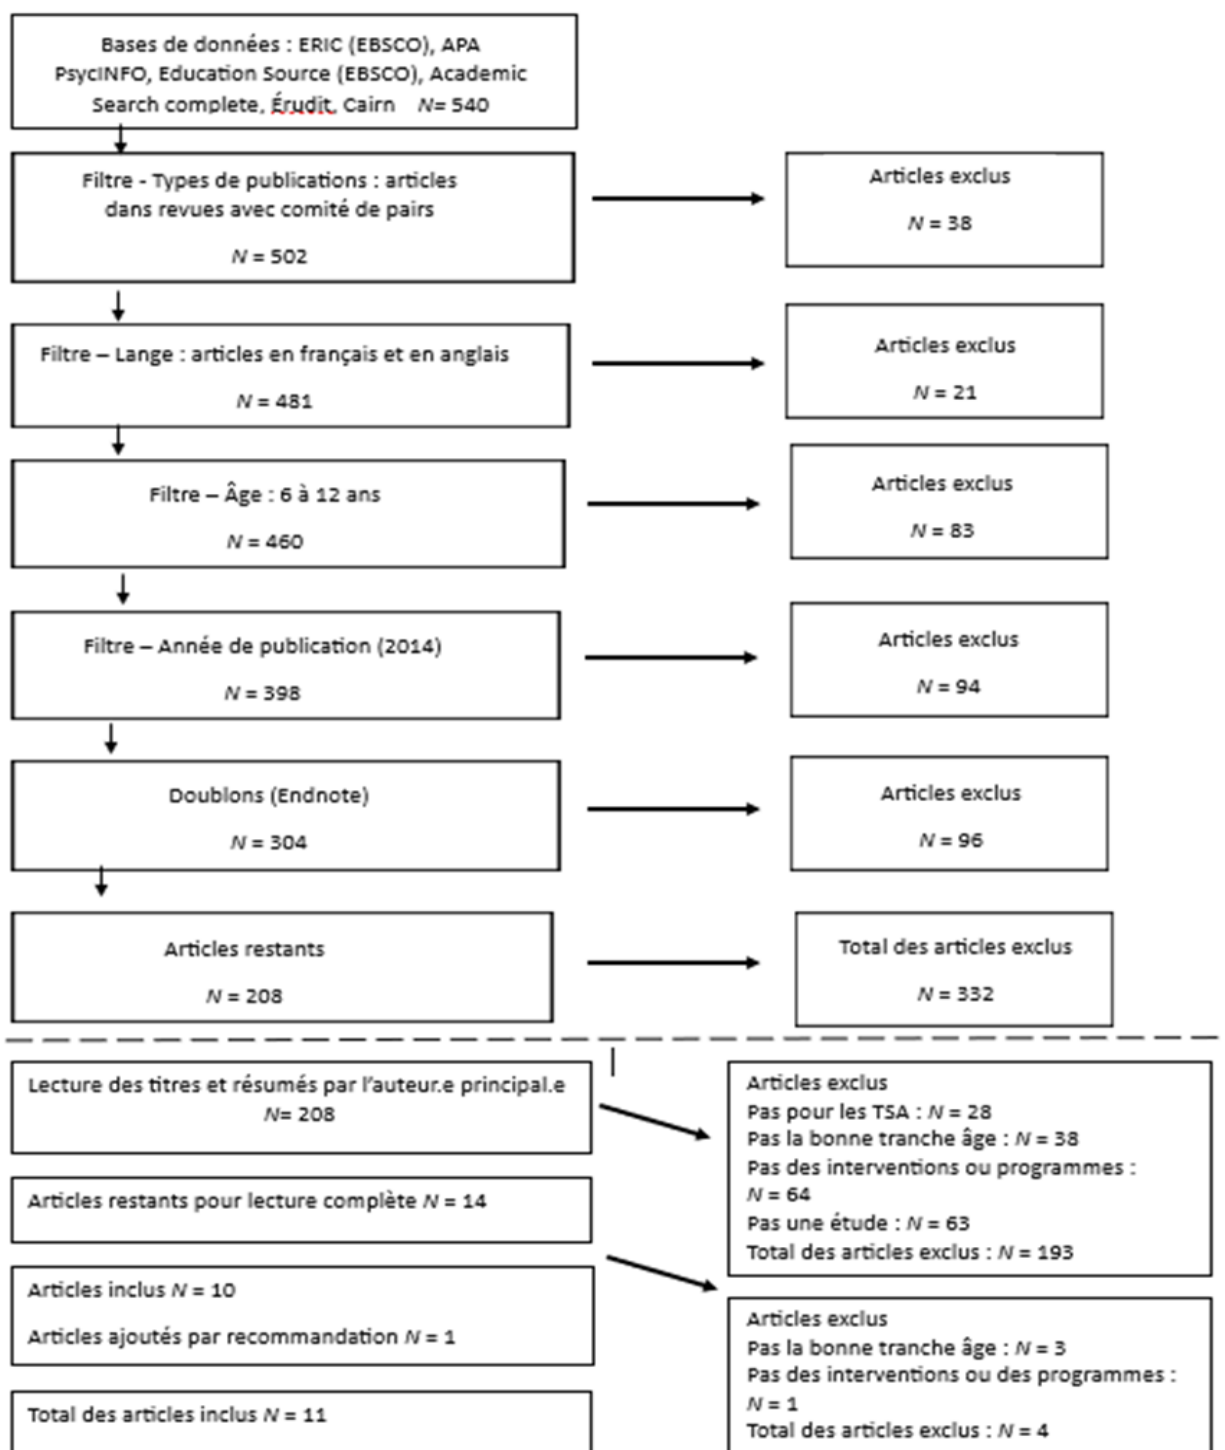 Bases de données : ERIC (EBSCO), APA
PsycINFO, Education Source (EBSCO), Academic
Search complete, Érudit, Cairn N= 540
Filtre - Types de publications : articles
dans revues avec comité de pairs
N = 502
Articles exclus
N = 38
Filtre – Lange : articles en français et en anglais
N = 481
Articles exclus
N = 21
Filtre – Âge : 6 à 12 ans
N = 460
Articles exclus
N = 83
Filtre – Année de publication (2014)
N = 398
Articles exclus
N = 94
Doublons (Endnote)
N = 304
Articles exclus
N = 96
Articles restants
N = 208
Total des articles exclus
N = 332
Lecture des titres et résumés par l'auteur.e principal.e
N= 208
Articles restants pour lecture complète N = 14
Articles inclus N = 10
Articles ajoutés par recommandation N = 1
Total des articles inclus N = 11
Articles exclus
Pas pour les TSA : N = 28
Pas la bonne tranche âge : N = 38
Pas des interventions ou programmes :
N = 64
Pas une étude : N = 63
Total des articles exclus : N = 193
Articles exclus
Pas la bonne tranche âge : N = 3
Pas des interventions ou des programmes :
N = 1
Total des articles exclus : N = 4